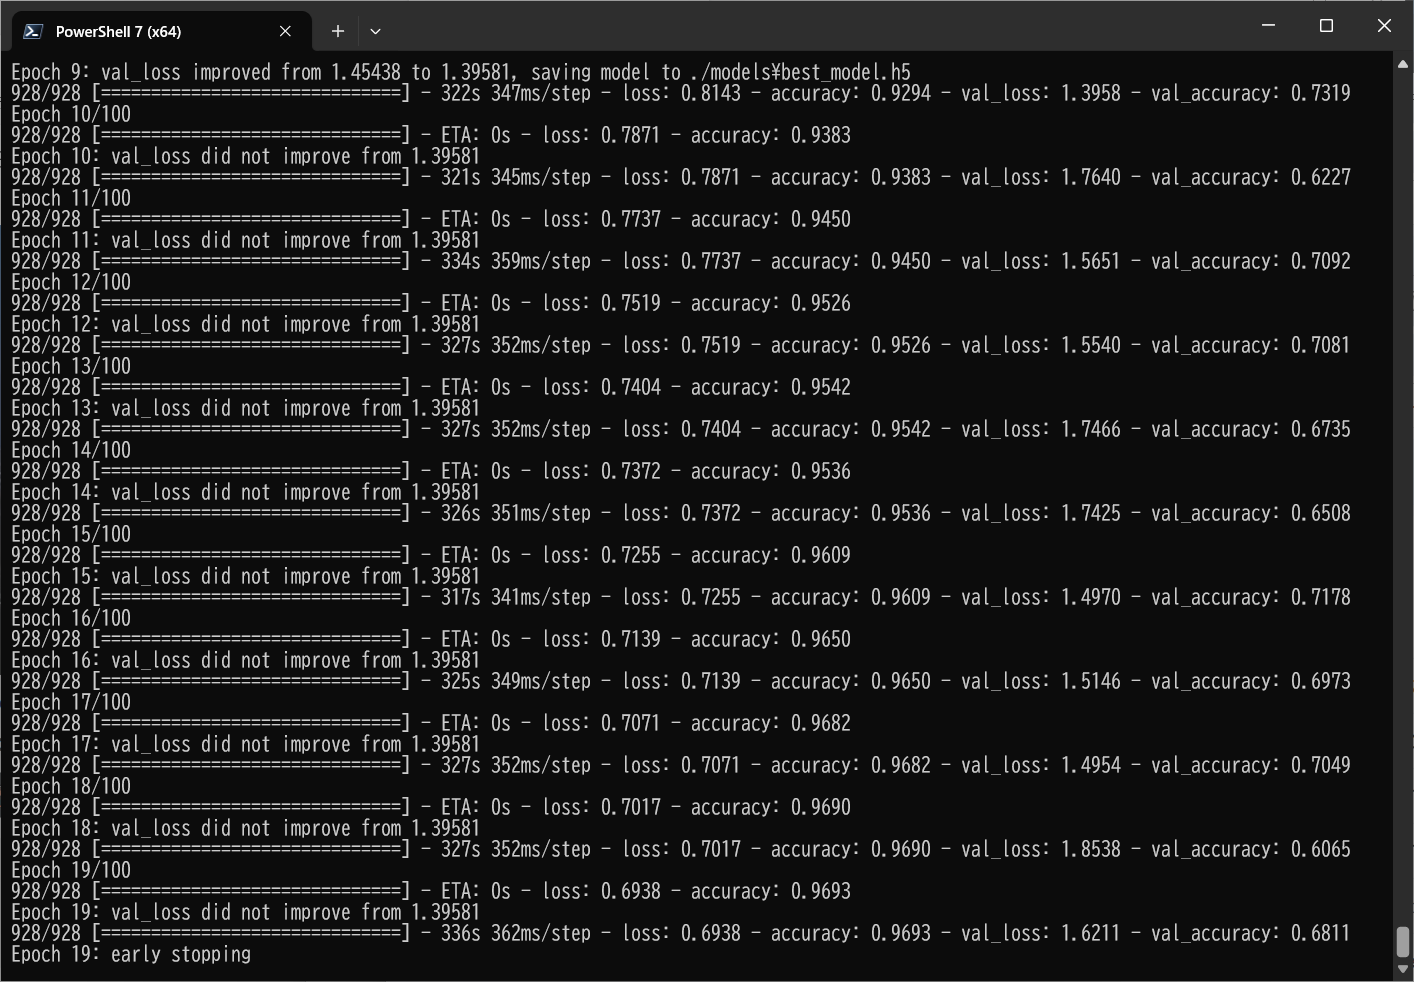 PowerShell 7 (x64)
Epoch 9: val_loss improved from 1.45438 to 1.39581, saving model to ./models¥best_model.h5
928/928 [==============================] - 322s 347ms/step - loss: 0.8143 - accuracy: 0.9294 - val_loss: 1.3958 - val_accuracy: 0.7319
Epoch 10/100
928/928 [==============================] - ETA: 0s - loss: 0.7871 - accuracy: 0.9383
Epoch 10: val_loss did not improve from 1.39581
928/928 [==============================] - 321s 345ms/step - loss: 0.7871 - accuracy: 0.9383 - val_loss: 1.7640 - val_accuracy: 0.6227
Epoch 11/100
928/928 [==============================] - ETA: 0s - loss: 0.7737 - accuracy: 0.9450
Epoch 11: val_loss did not improve from 1.39581
928/928 [==============================] - 334s 359ms/step - loss: 0.7737 - accuracy: 0.9450 - val_loss: 1.5651 - val_accuracy: 0.7092
Epoch 12/100
928/928 [==============================] - ETA: 0s - loss: 0.7519 - accuracy: 0.9526
Epoch 12: val_loss did not improve from 1.39581
928/928 [==============================] - 327s 352ms/step - loss: 0.7519 - accuracy: 0.9526 - val_loss: 1.5540 - val_accuracy: 0.7081
Epoch 13/100
928/928 [==============================] - ETA: 0s - loss: 0.7404 - accuracy: 0.9542
Epoch 13: val_loss did not improve from 1.39581
928/928 [==============================] - 327s 352ms/step - loss: 0.7404 - accuracy: 0.9542 - val_loss: 1.7466 - val_accuracy: 0.6735
Epoch 14/100
928/928 [==============================] - ETA: 0s - loss: 0.7372 - accuracy: 0.9536
Epoch 14: val_loss did not improve from 1.39581
928/928 [==============================] - 326s 351ms/step - loss: 0.7372 - accuracy: 0.9536 - val_loss: 1.7425 - val_accuracy: 0.6508
Epoch 15/100
928/928 [==============================] - ETA: 0s - loss: 0.7255 - accuracy: 0.9609
Epoch 15: val_loss did not improve from 1.39581
928/928 [==============================] - 317s 341ms/step - loss: 0.7255 - accuracy: 0.9609 - val_loss: 1.4970 - val_accuracy: 0.7178
Epoch 16/100
928/928 [==============================] - ETA: 0s - loss: 0.7139 - accuracy: 0.9650
Epoch 16: val_loss did not improve from 1.39581
928/928 [==============================] - 325s 349ms/step - loss: 0.7139 - accuracy: 0.9650 - val_loss: 1.5146 - val_accuracy: 0.6973
Epoch 17/100
928/928 [==============================] - ETA: 0s - loss: 0.7071 - accuracy: 0.9682
Epoch 17: val_loss did not improve from 1.39581
928/928 [==============================] - 327s 352ms/step - loss: 0.7071 - accuracy: 0.9682 - val_loss: 1.4954 - val_accuracy: 0.7049
Epoch 18/100
928/928 [==============================] - ETA: 0s - loss: 0.7017 - accuracy: 0.9690
Epoch 18: val_loss did not improve from 1.39581
928/928 [==============================] - 327s 352ms/step - loss: 0.7017 - accuracy: 0.9690 - val_loss: 1.8538 - val_accuracy: 0.6065
Epoch 19/100
928/928 [==============================] - ETA: 0s - loss: 0.6938 - accuracy: 0.9693
Epoch 19: val_loss did not improve from 1.39581
928/928 [==============================] - 336s 362ms/step - loss: 0.6938 - accuracy: 0.9693 - val_loss: 1.6211 - val_accuracy: 0.6811
Epoch 19: early stopping